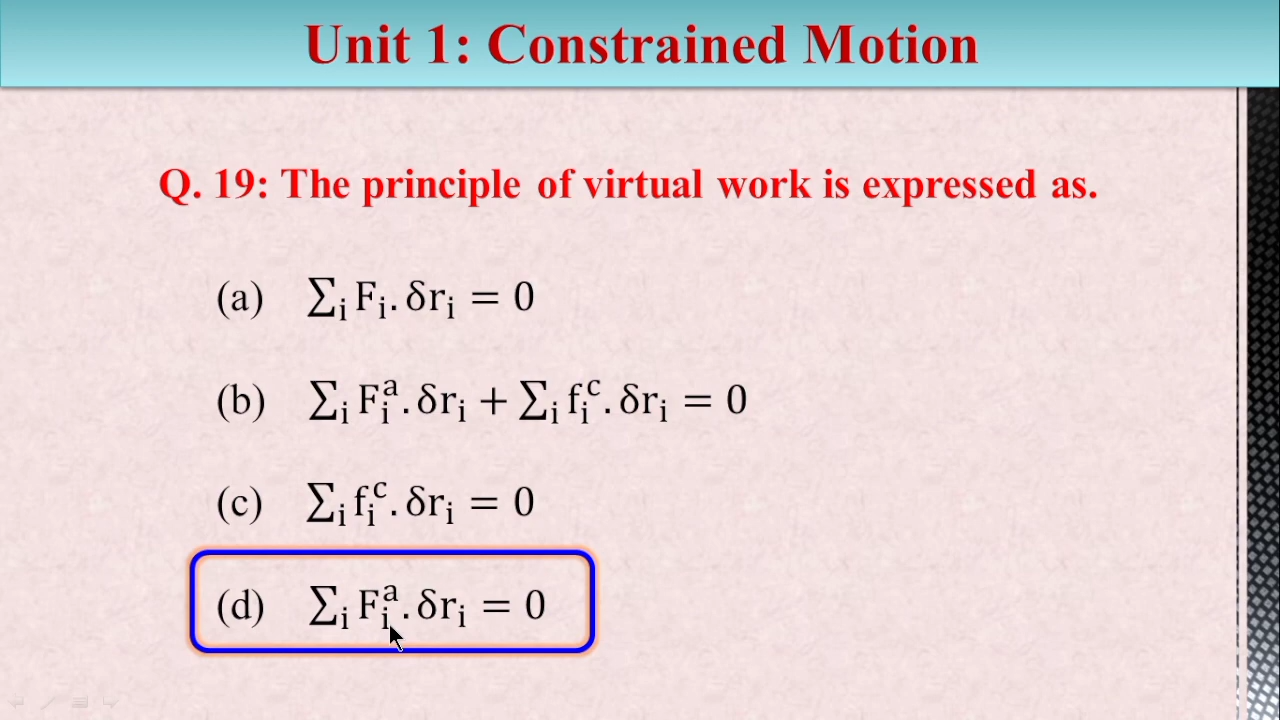 Unit 1: Constrained Motion
Q. 19: The principle of virtual work is expressed as.
(a) ∑ᵢ Fᵢ. δrᵢ = 0
(b) ∑ᵢ Fᵢᵃ. δrᵢ + ∑ᵢ fᵢᶜ. δrᵢ = 0
(c) ∑ᵢ fᵢᶜ. δrᵢ = 0
(d) ∑ᵢ Fᵢᵃ. δrᵢ = 0